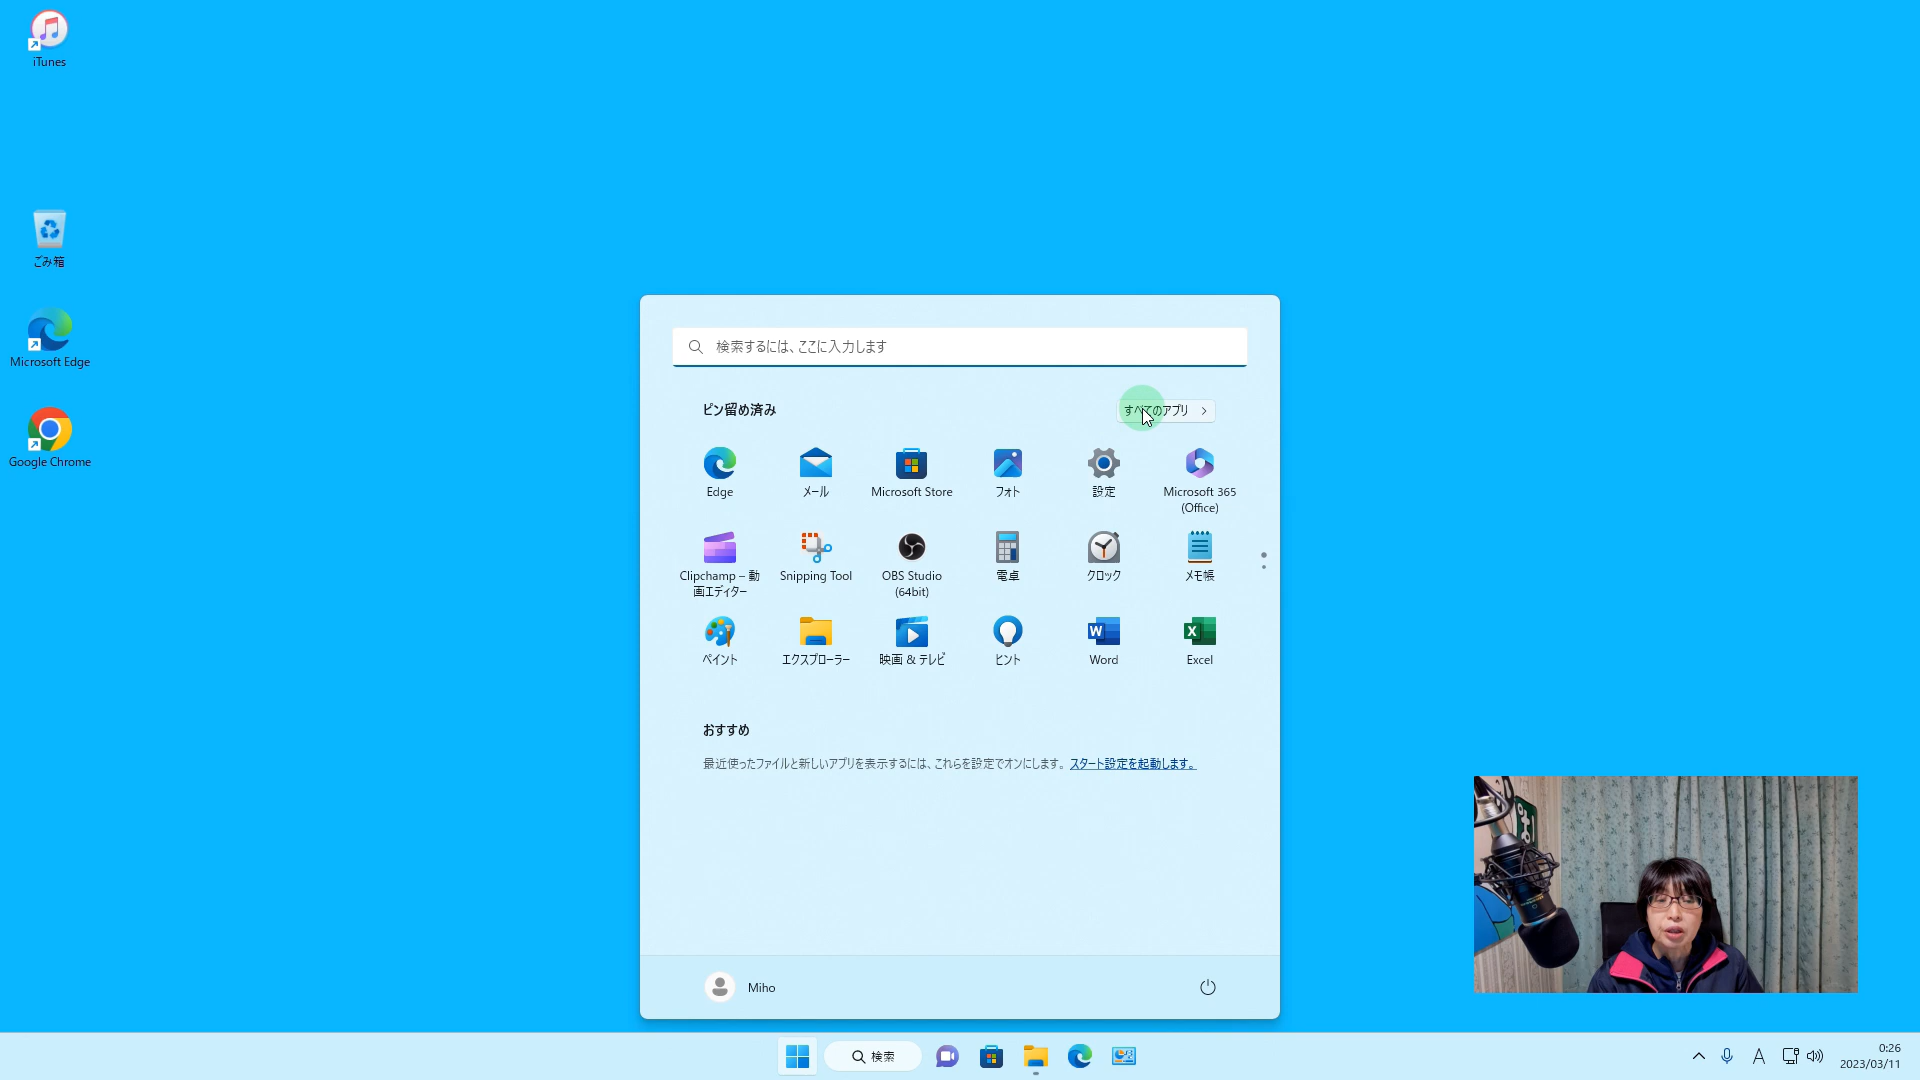 iTunes
ごみ箱
Microsoft Edge
Google Chrome
検索するには、ここに入力します
ピン留め済み
すべてのアプリ
Edge
メール
Microsoft Store
フォト
設定
Microsoft 365
(Office)
Clipchamp – 動
画エディター
Snipping Tool
OBS Studio
(64bit)
電卓
クロック
メモ帳
ペイント
エクスプローラー
映画 & テレビ
ヒント
Word
Excel
おすすめ
最近使ったファイルと新しいアプリを表示するには、これらを設定でオンにします。 スタート設定を起動します。
Miho
検索
A
0:26
2023/03/11